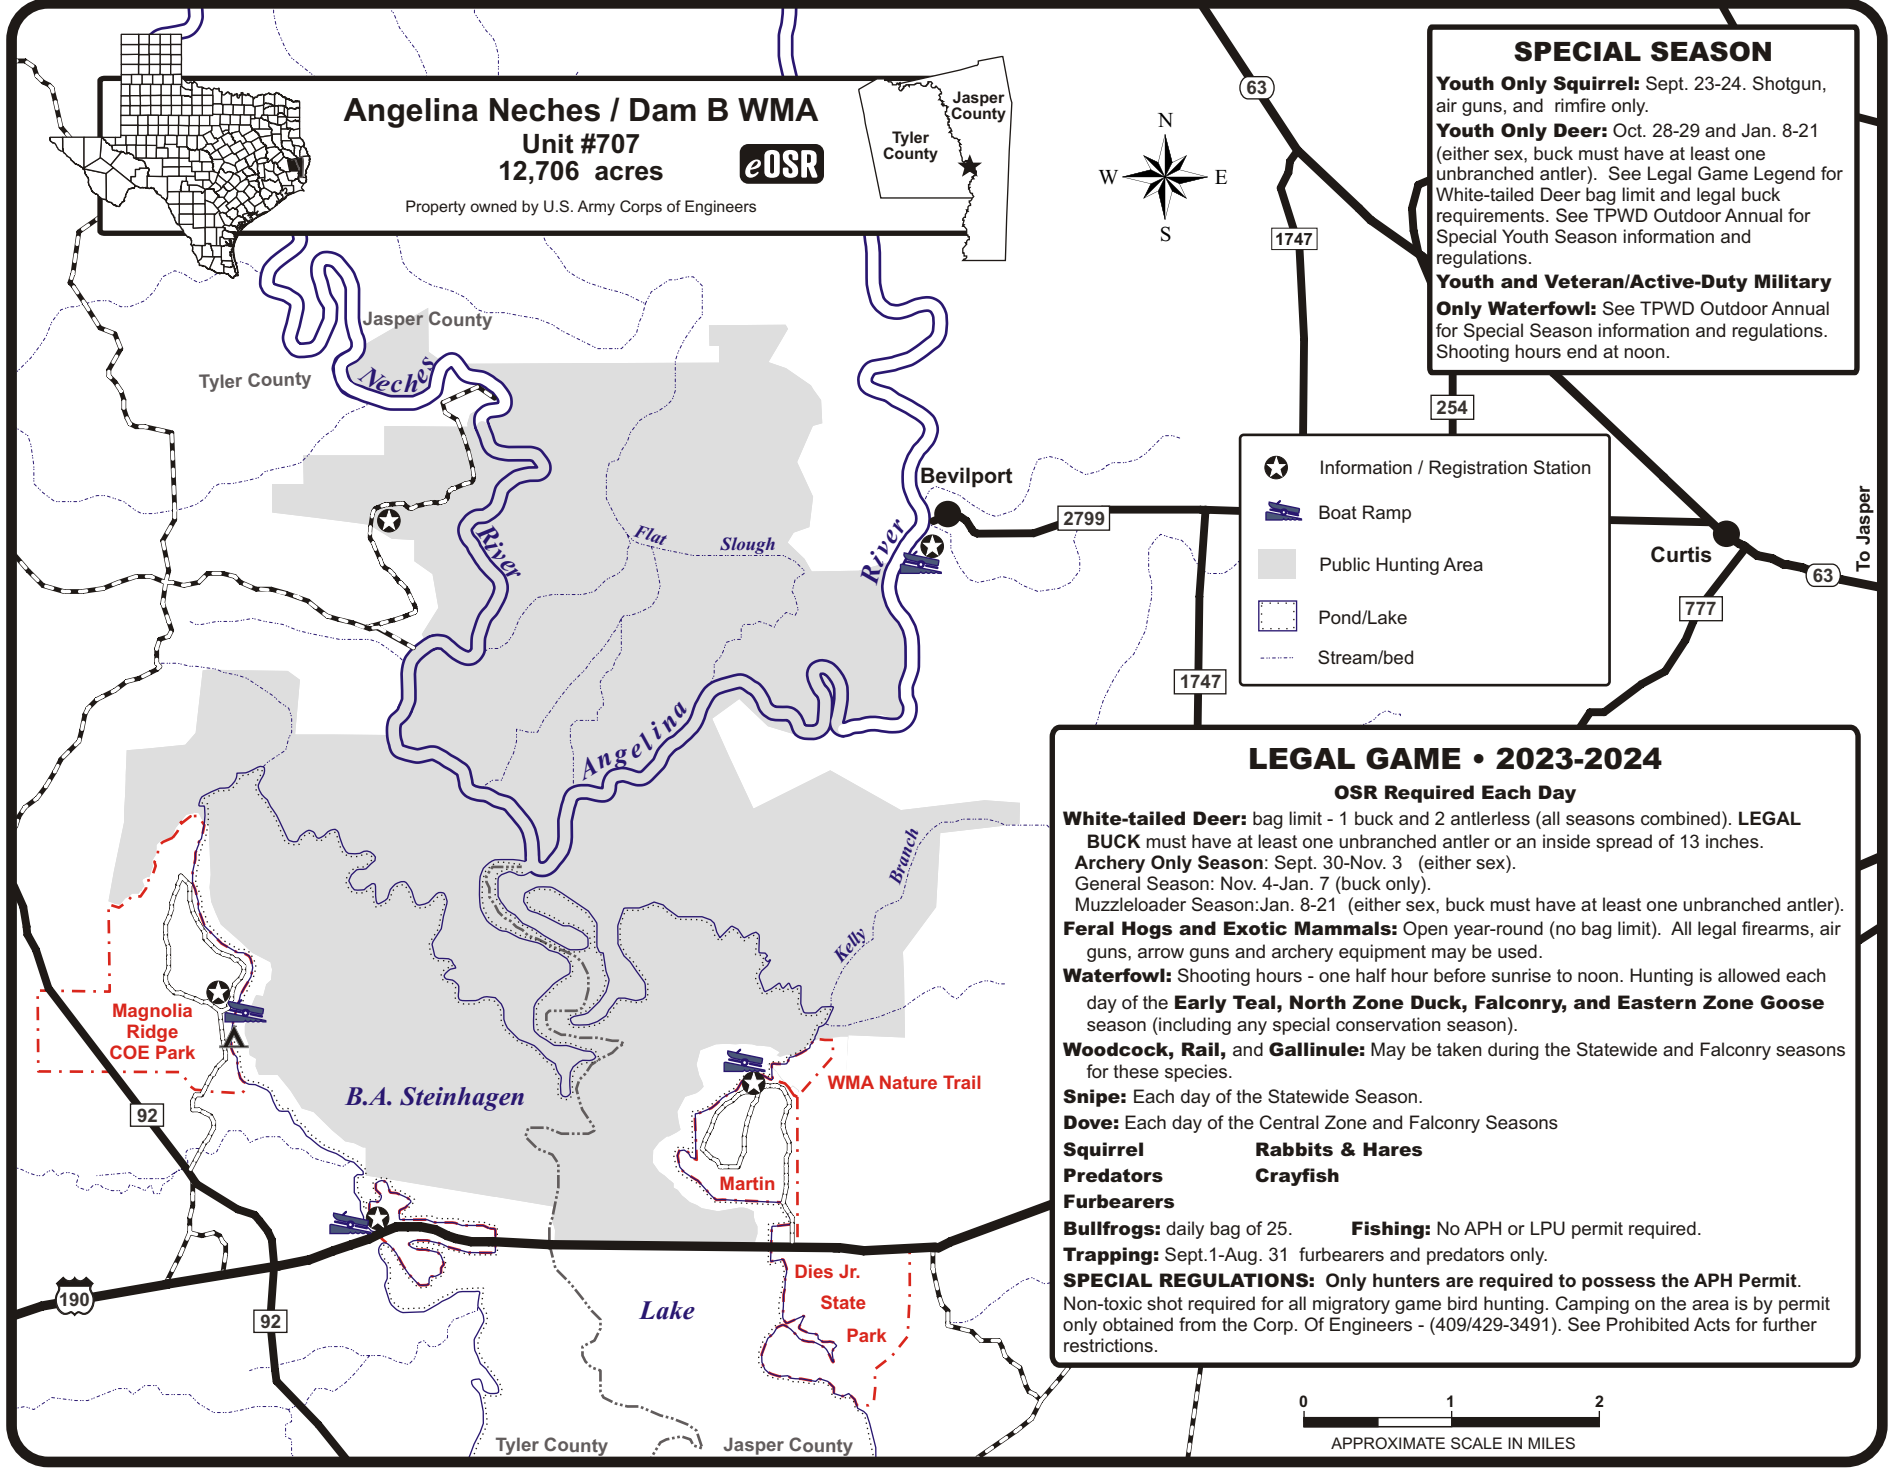 Angelina Neches / Dam B WMA
Unit #707
12,706 acres
eOSR
Property owned by U.S. Army Corps of Engineers
Jasper
County
Tyler
County
N
W
E
S
63
1747
SPECIAL SEASON
Youth Only Squirrel: Sept. 23-24. Shotgun,
air guns, and rimfire only.
Youth Only Deer: Oct. 28-29 and Jan. 8-21
(either sex, buck must have at least one
unbranched antler). See Legal Game Legend for
White-tailed Deer bag limit and legal buck
requirements. See TPWD Outdoor Annual for
Special Youth Season information and
regulations.
Youth and Veteran/Active-Duty Military
Only Waterfowl: See TPWD Outdoor Annual
for Special Season information and regulations.
Shooting hours end at noon.
254
Jasper County
Tyler County
Neches
River
Flat
Slough
River
Bevilport
2799
Information / Registration Station
Boat Ramp
Public Hunting Area
Pond/Lake
Stream/bed
Curtis
To Jasper
63
777
1747
Angelina
Kelly
Branch
LEGAL GAME • 2023-2024
OSR Required Each Day
White-tailed Deer: bag limit - 1 buck and 2 antlerless (all seasons combined). LEGAL
BUCK must have at least one unbranched antler or an inside spread of 13 inches.
Archery Only Season: Sept. 30-Nov. 3 (either sex).
General Season: Nov. 4-Jan. 7 (buck only).
Muzzleloader Season:Jan. 8-21 (either sex, buck must have at least one unbranched antler).
Feral Hogs and Exotic Mammals: Open year-round (no bag limit). All legal firearms, air
guns, arrow guns and archery equipment may be used.
Waterfowl: Shooting hours - one half hour before sunrise to noon. Hunting is allowed each
day of the Early Teal, North Zone Duck, Falconry, and Eastern Zone Goose
season (including any special conservation season).
Woodcock, Rail, and Gallinule: May be taken during the Statewide and Falconry seasons
for these species.
Snipe: Each day of the Statewide Season.
Dove: Each day of the Central Zone and Falconry Seasons
Squirrel Rabbits & Hares
Predators Crayfish
Furbearers
Bullfrogs: daily bag of 25. Fishing: No APH or LPU permit required.
Trapping: Sept.1-Aug. 31 furbearers and predators only.
SPECIAL REGULATIONS: Only hunters are required to possess the APH Permit.
Non-toxic shot required for all migratory game bird hunting. Camping on the area is by permit
only obtained from the Corp. Of Engineers - (409/429-3491). See Prohibited Acts for further
restrictions.
Magnolia
Ridge
COE Park
B.A. Steinhagen
WMA Nature Trail
92
Martin
Dies Jr.
State
Park
Lake
190
92
Tyler County
Jasper County
0 1 2
APPROXIMATE SCALE IN MILES